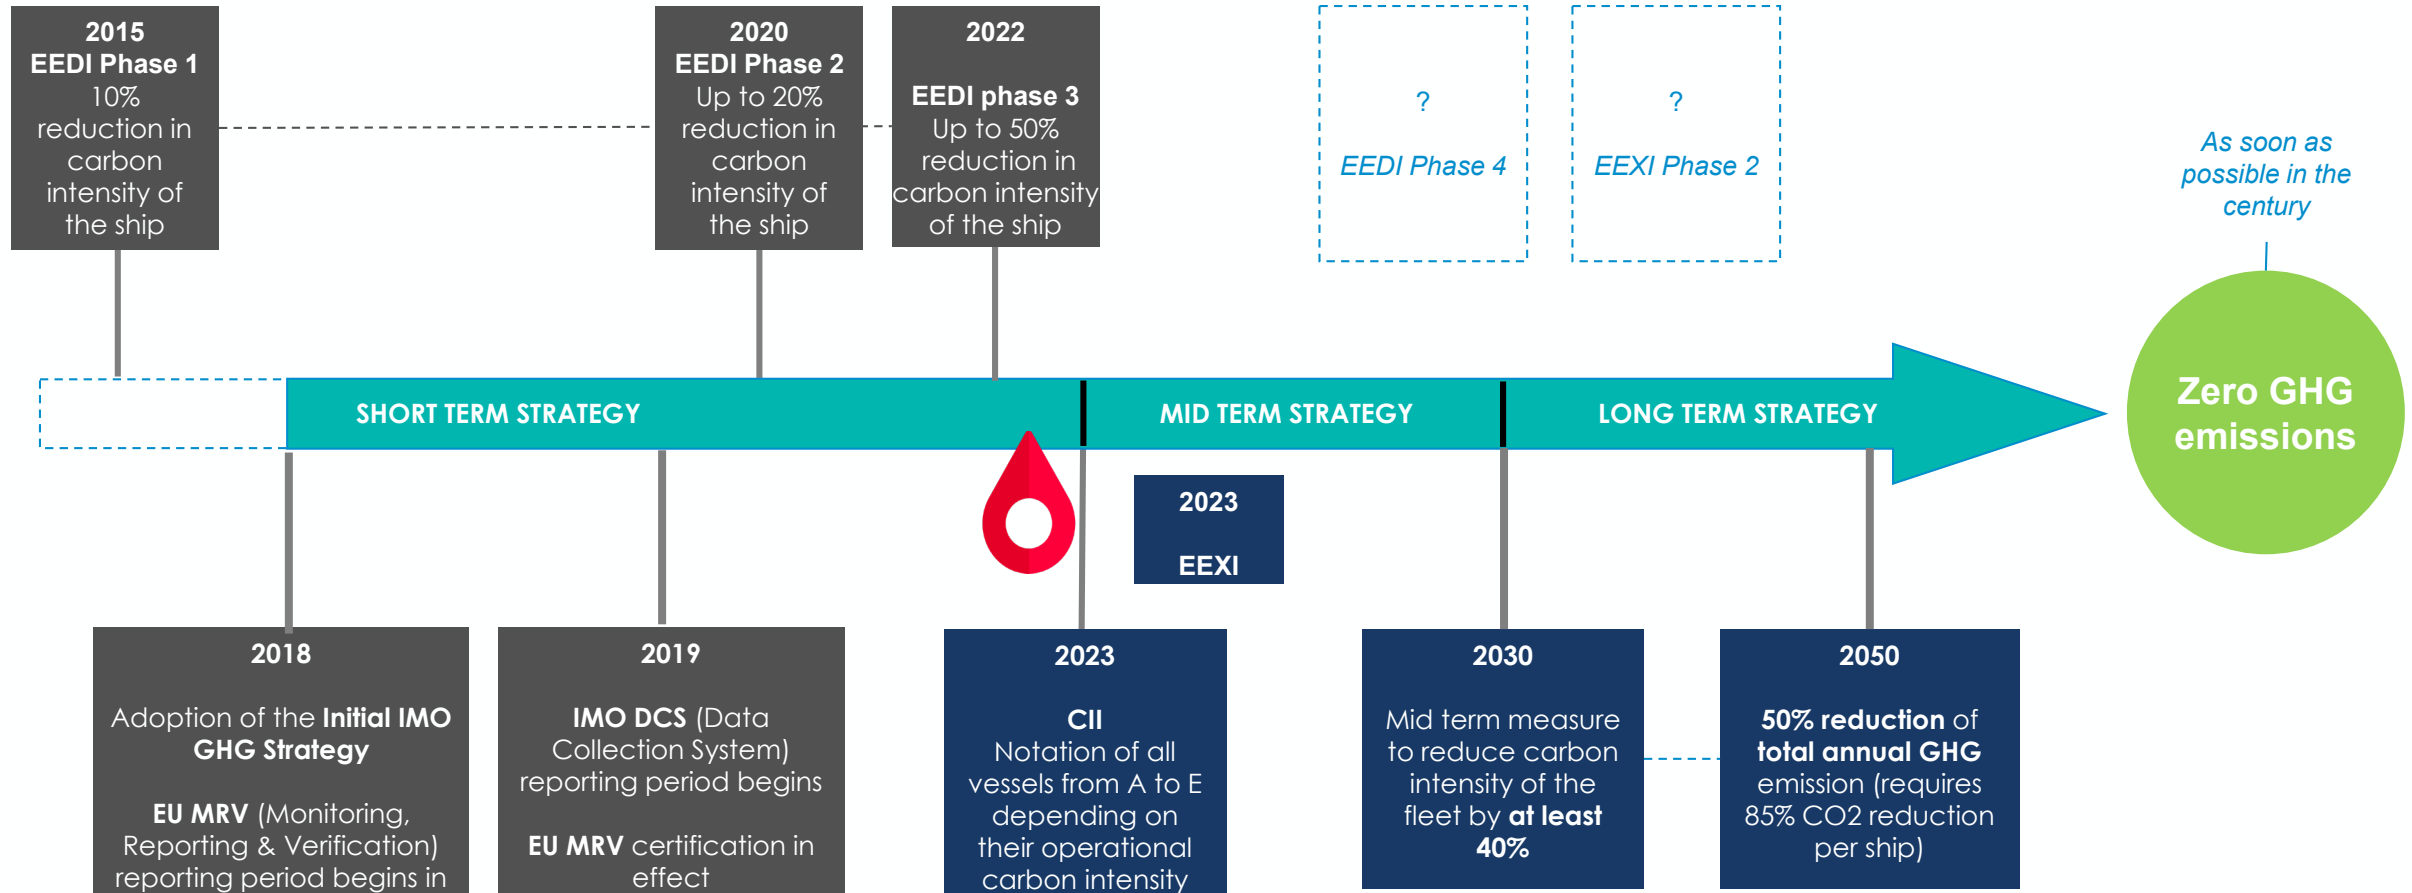 2015
EEDI Phase 1
10%
reduction in
carbon
intensity of
the ship
2020
EEDI Phase 2
Up to 20%
reduction in
carbon
intensity of
the ship
2022
EEDI phase 3
Up to 50%
reduction in
carbon intensity
of the ship
?
EEDI Phase 4
?
EEXI Phase 2
As soon as
possible in the
century
Zero GHG
emissions
SHORT TERM STRATEGY
MID TERM STRATEGY
LONG TERM STRATEGY
2023
EEXI
2018
Adoption of the Initial IMO
GHG Strategy
EU MRV (Monitoring,
Reporting & Verification)
reporting period begins in
2019
IMO DCS (Data
Collection System)
reporting period begins
EU MRV certification in
effect
2023
CII
Notation of all
vessels from A to E
depending on
their operational
carbon intensity
2030
Mid term measure
to reduce carbon
intensity of the
fleet by at least
40%
2050
50% reduction of
total annual GHG
emission (requires
85% CO2 reduction
per ship)